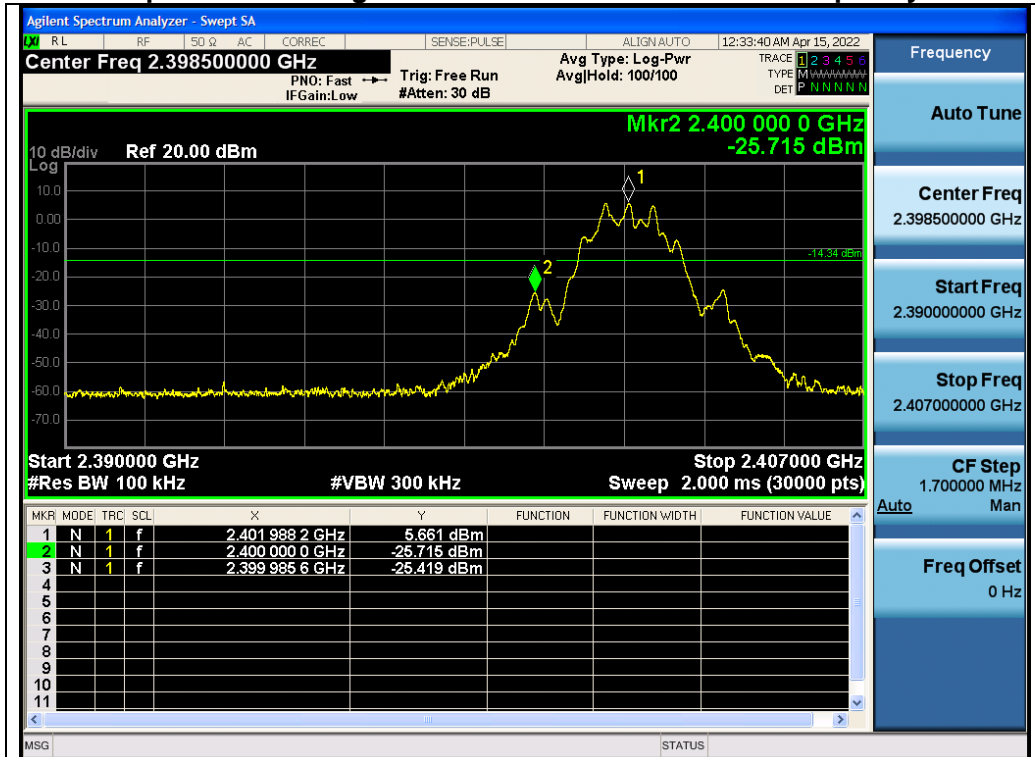 Agilent Spectrum Analyzer - Swept SA
LXI RL RF 50 Ω AC CORREC SENSE:PULSE ALIGN AUTO 12:33:40 AM Apr 15, 2022
Center Freq 2.398500000 GHz
PNO: Fast
IFGain:Low
Trig: Free Run
#Atten: 30 dB
Avg Type: Log-Pwr
Avg|Hold: 100/100
TRACE 1 2 3 4 5 6
TYPE M WWWWW
DET P N N N N N
Mkr2 2.400 000 0 GHz
-25.715 dBm
10 dB/div Ref 20.00 dBm
Log
10.0
0.00
-10.0
-20.0
-30.0
-40.0
-50.0
-60.0
-70.0
1
2
-14.34 dBm
Start 2.390000 GHz Stop 2.407000 GHz
#Res BW 100 kHz #VBW 300 kHz Sweep 2.000 ms (30000 pts)
MKR MODE TRC SCL X Y FUNCTION FUNCTION WIDTH FUNCTION VALUE
1 N 1 f 2.401 988 2 GHz 5.661 dBm
2 N 1 f 2.400 000 0 GHz -25.715 dBm
3 N 1 f 2.399 985 6 GHz -25.419 dBm
4
5
6
7
8
9
10
11
MSG STATUS
Frequency
Auto Tune
Center Freq
2.398500000 GHz
Start Freq
2.390000000 GHz
Stop Freq
2.407000000 GHz
CF Step
1.700000 MHz
Auto Man
Freq Offset
0 Hz